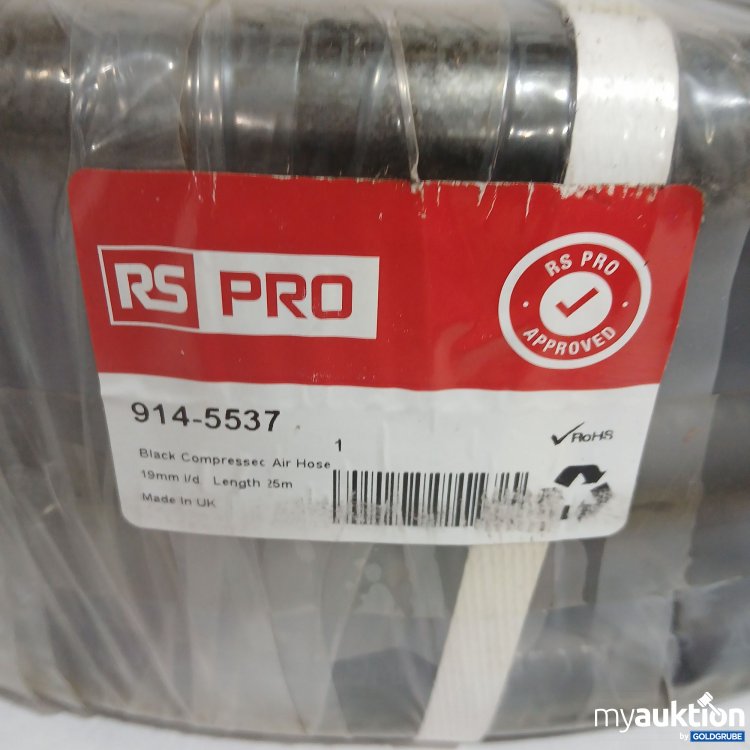 RS PRO
RS PRO
APPROVED
914-5537
1
RoHS
Black Compressed Air Hose
19mm i/d Length 25m
Made In UK
myauktion
by GOLDGRUBE